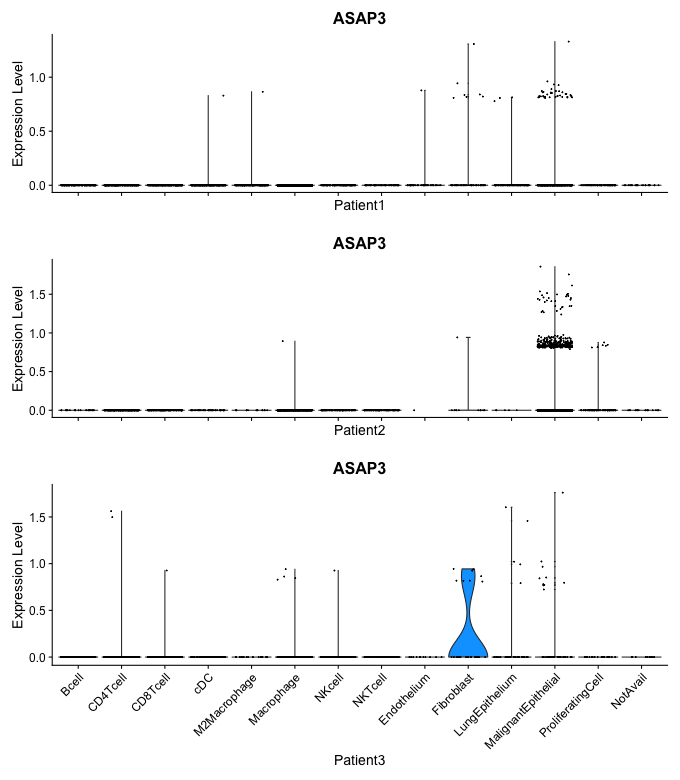 ASAP3
Expression Level
1.0
0.5
0.0
Patient1
ASAP3
Expression Level
1.5
1.0
0.5
0.0
Patient2
ASAP3
Expression Level
1.5
1.0
0.5
0.0
Bcell
CD4Tcell
CD8Tcell
cDC
M2Macrophage
Macrophage
NKcell
NKTcell
Endothelium
Fibroblast
LungEpithelium
MalignantEpithelial
ProliferatingCell
NotAvail
Patient3